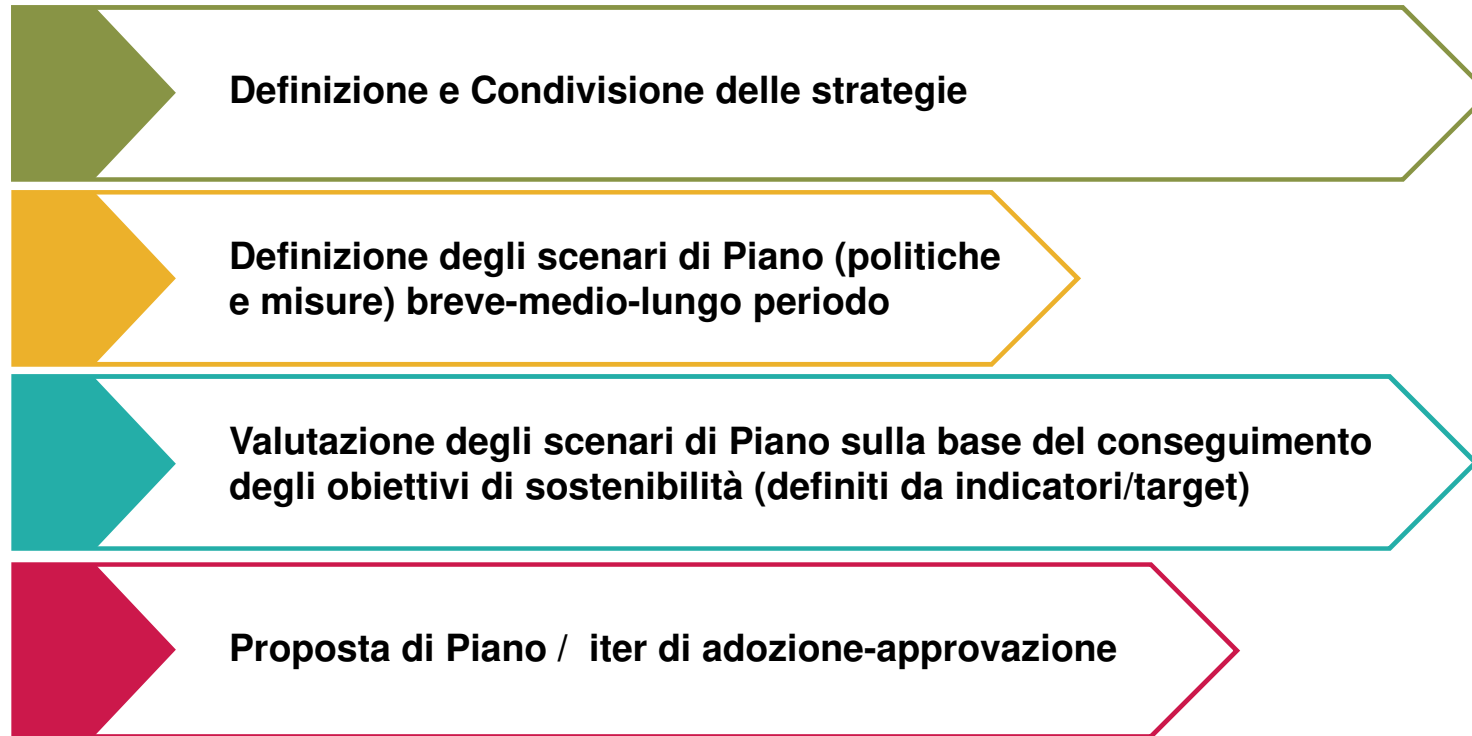 Definizione e Condivisione delle strategie
Definizione degli scenari di Piano (politiche
e misure) breve-medio-lungo periodo
Valutazione degli scenari di Piano sulla base del conseguimento
degli obiettivi di sostenibilità (definiti da indicatori/target)
Proposta di Piano /  iter di adozione-approvazione